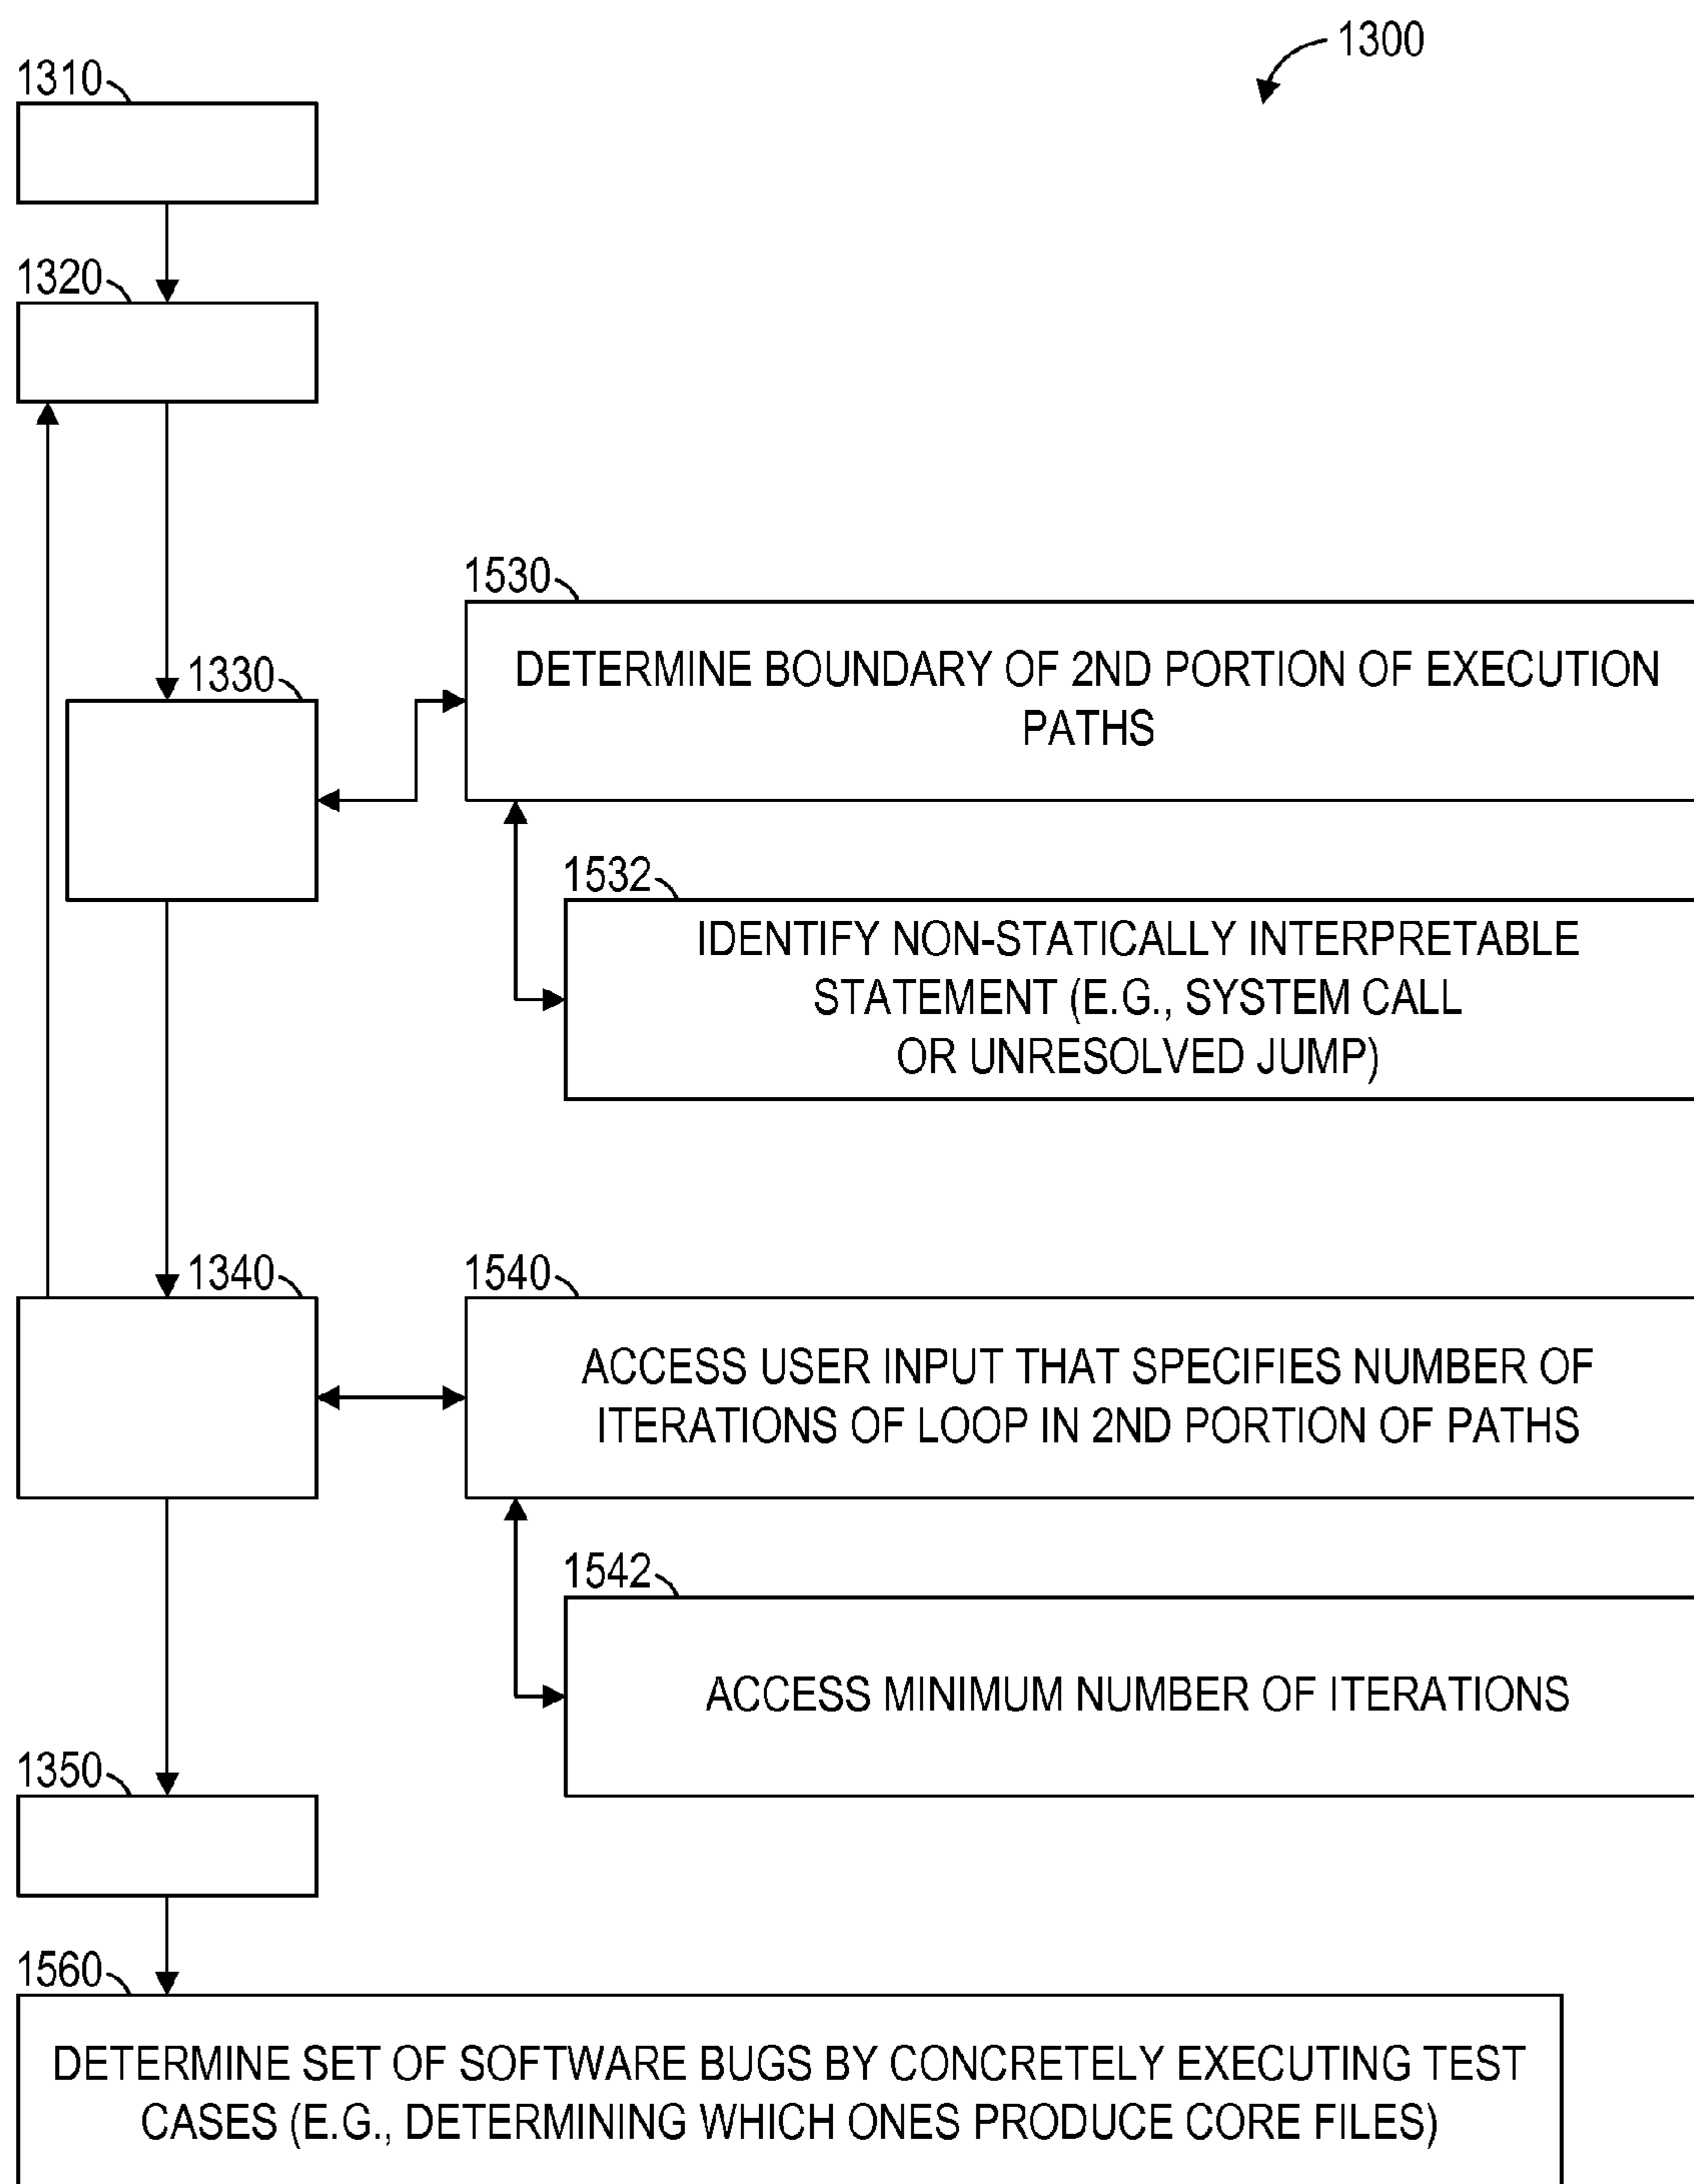 1300
1310
1320
1530
DETERMINE BOUNDARY OF 2ND PORTION OF EXECUTION
PATHS
1330
1532
IDENTIFY NON-STATICALLY INTERPRETABLE
STATEMENT (E.G., SYSTEM CALL
OR UNRESOLVED JUMP)
1340
1540
ACCESS USER INPUT THAT SPECIFIES NUMBER OF
ITERATIONS OF LOOP IN 2ND PORTION OF PATHS
1542
ACCESS MINIMUM NUMBER OF ITERATIONS
1350
1560
DETERMINE SET OF SOFTWARE BUGS BY CONCRETELY EXECUTING TEST
CASES (E.G., DETERMINING WHICH ONES PRODUCE CORE FILES)